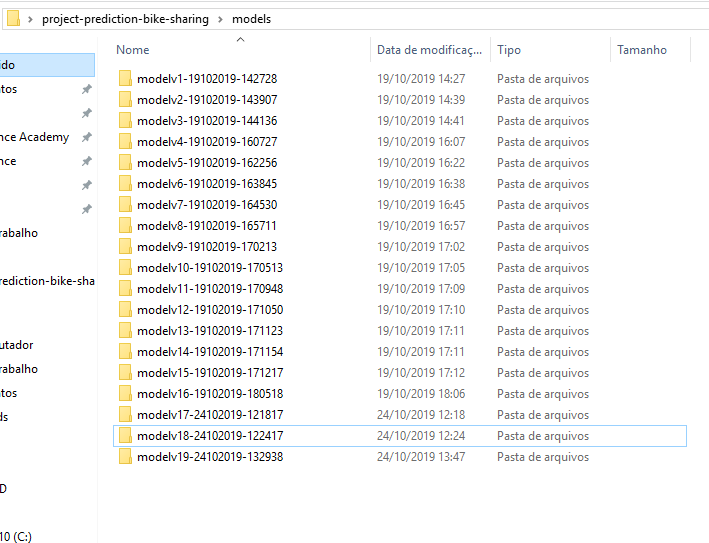 project-prediction-bike-sharing > models
Nome Data de modificaç... Tipo Tamanho
ido
modelv1-19102019-142728 19/10/2019 14:27 Pasta de arquivos
tos
modelv2-19102019-143907 19/10/2019 14:39 Pasta de arquivos
modelv3-19102019-144136 19/10/2019 14:41 Pasta de arquivos
nce Academy
modelv4-19102019-160727 19/10/2019 16:07 Pasta de arquivos
nce
modelv5-19102019-162256 19/10/2019 16:22 Pasta de arquivos
modelv6-19102019-163845 19/10/2019 16:38 Pasta de arquivos
modelv7-19102019-164530 19/10/2019 16:45 Pasta de arquivos
rabalho
modelv8-19102019-165711 19/10/2019 16:57 Pasta de arquivos
modelv9-19102019-170213 19/10/2019 17:02 Pasta de arquivos
modelv10-19102019-170513 19/10/2019 17:05 Pasta de arquivos
rediction-bike-sha
modelv11-19102019-170948 19/10/2019 17:09 Pasta de arquivos
modelv12-19102019-171050 19/10/2019 17:10 Pasta de arquivos
modelv13-19102019-171123 19/10/2019 17:11 Pasta de arquivos
utador
modelv14-19102019-171154 19/10/2019 17:11 Pasta de arquivos
rabalho
modelv15-19102019-171217 19/10/2019 17:12 Pasta de arquivos
tos
modelv16-19102019-180518 19/10/2019 18:06 Pasta de arquivos
ds
modelv17-24102019-121817 24/10/2019 12:18 Pasta de arquivos
modelv18-24102019-122417 24/10/2019 12:24 Pasta de arquivos
modelv19-24102019-132938 24/10/2019 13:47 Pasta de arquivos
D
10 (C:)